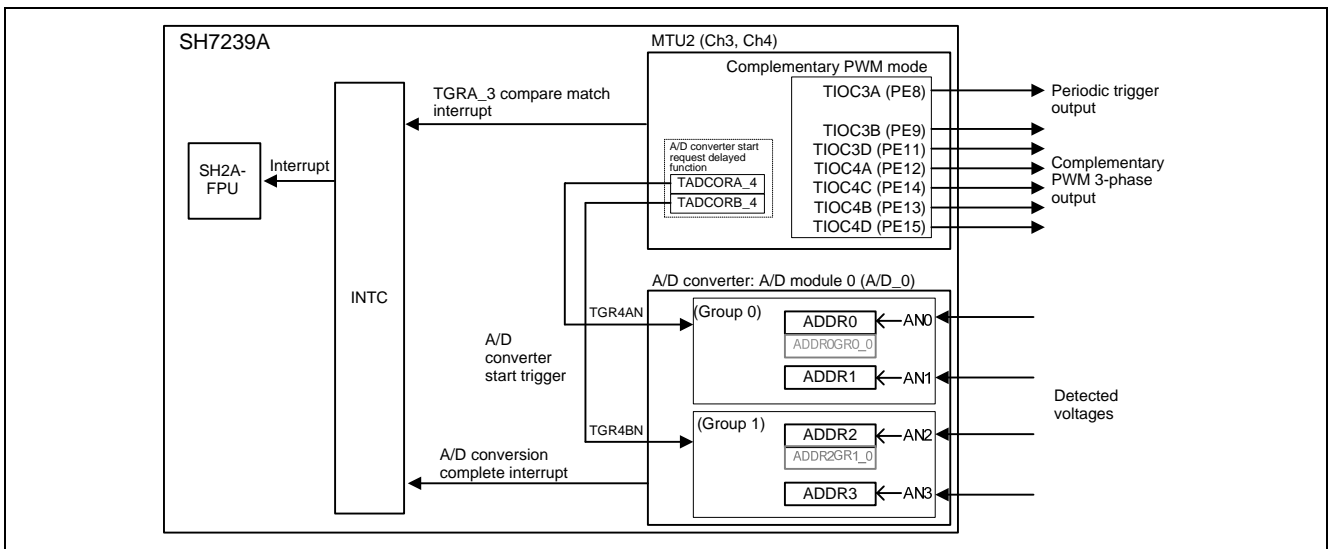 SH7239A
MTU2 (Ch3, Ch4)
Complementary PWM mode
TIOC3A (PE8)
Periodic trigger
output
TGRA_3 compare match
interrupt
TIOC3B (PE9)
TIOC3D (PE11)
TIOC4A (PE12)
TIOC4C (PE14)
TIOC4B (PE13)
TIOC4D (PE15)
Complementary
PWM 3-phase
output
A/D converter start
request delayed
function
TADCORA_4
TADCORB_4
SH2A-
FPU
Interrupt
INTC
A/D converter: A/D module 0 (A/D_0)
TGR4AN
(Group 0)
ADDR0
AN0
ADDR0GR0_0
ADDR1
AN1
A/D
converter
start trigger
Detected
voltages
TGR4BN
(Group 1)
ADDR2
AN2
ADDR2GR1_0
ADDR3
AN3
A/D conversion
complete interrupt